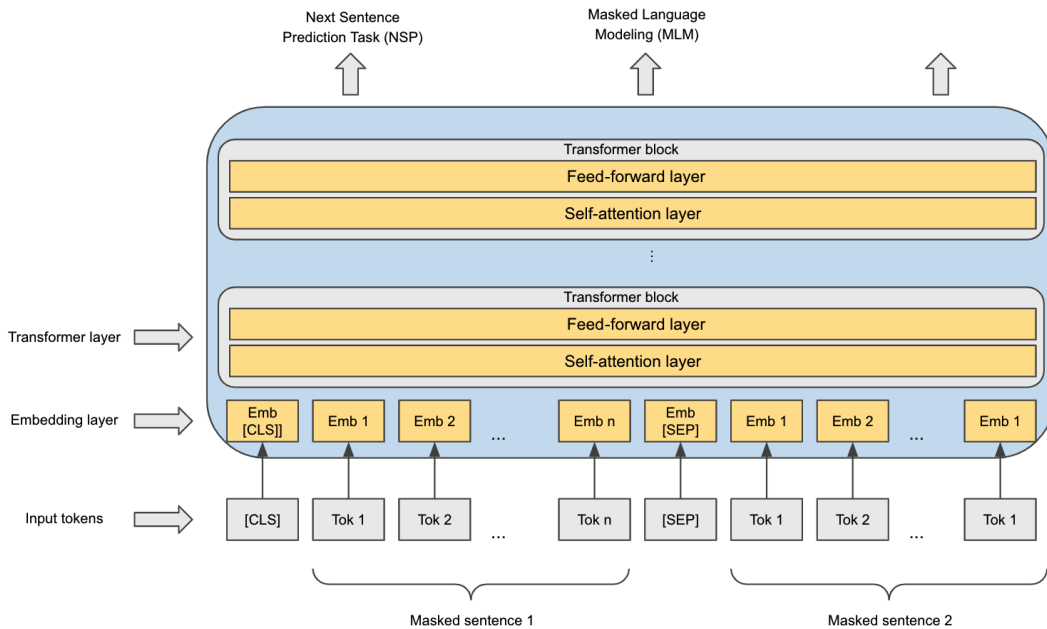 Next Sentence
Prediction Task (NSP)
Masked Language
Modeling (MLM)
Transformer block
Feed-forward layer
Self-attention layer
...
Transformer block
Feed-forward layer
Self-attention layer
Transformer layer
Embedding layer
Emb
[CLS]]
Emb 1
Emb 2
...
Emb n
Emb
[SEP]
Emb 1
Emb 2
...
Emb 1
Input tokens
[CLS]
Tok 1
Tok 2
...
Tok n
[SEP]
Tok 1
Tok 2
...
Tok 1
Masked sentence 1
Masked sentence 2